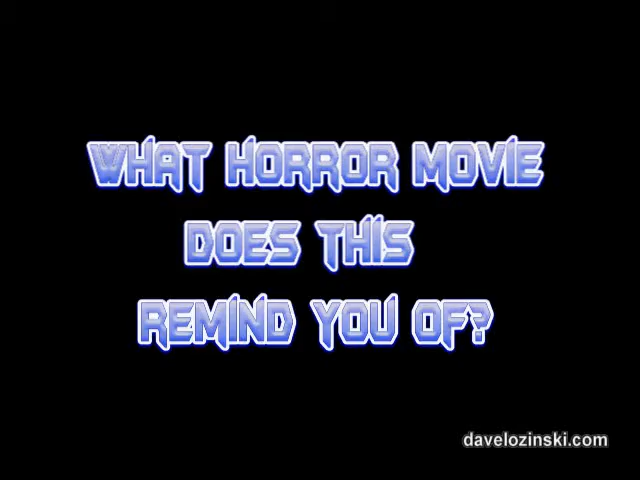 WHAT HORROR MOVIE
DOES THIS
REMIND YOU OF?
davelozinski.com